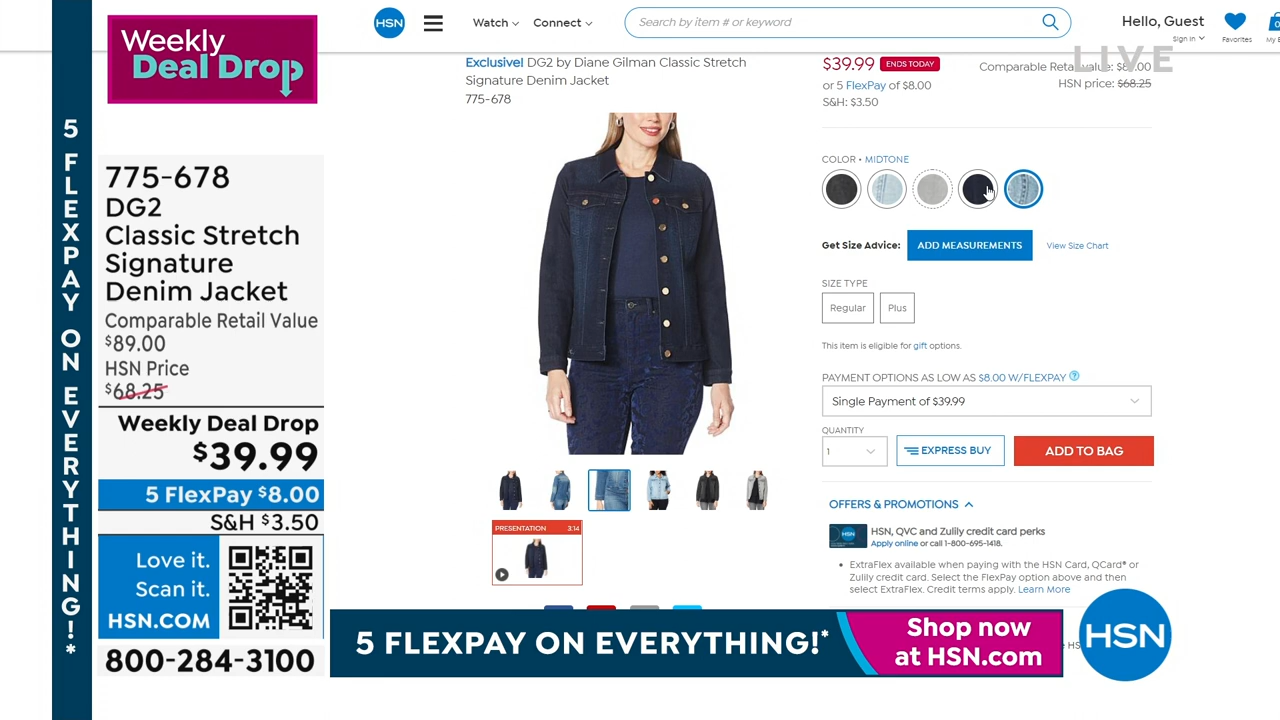 5 FLEXPAY ON EVERYTHING!*
Weekly
Deal Drop
775-678
DG2
Classic Stretch
Signature
Denim Jacket
Comparable Retail Value
$89.00
HSN Price
$68.25
Weekly Deal Drop
$39.99
5 FlexPay $8.00
S&H $3.50
Love it.
Scan it.
HSN.COM
800-284-3100
HSN
Watch
Connect
Search by item # or keyword
Hello, Guest
Sign In
Favorites
LIVE
Exclusive! DG2 by Diane Gilman Classic Stretch
Signature Denim Jacket
775-678
$39.99 ENDS TODAY
or 5 FlexPay of $8.00
S&H: $3.50
Comparable Retail value:
HSN price: $68.25
COLOR • MIDTONE
Get Size Advice: ADD MEASUREMENTS View Size Chart
SIZE TYPE
Regular Plus
This item is eligible for gift options.
PAYMENT OPTIONS AS LOW AS $8.00 W/FLEXPAY ?
Single Payment of $39.99
QUANTITY
1
EXPRESS BUY
ADD TO BAG
PRESENTATION 3:14
OFFERS & PROMOTIONS
HSN, QVC and Zulily credit card perks
Apply online or call 1-800-695-1418.
• ExtraFlex available when paying with the HSN Card, QCard® or
Zulily credit card. Select the FlexPay option above and then
select ExtraFlex. Credit terms apply. Learn More
5 FLEXPAY ON EVERYTHING!*
Shop now
at HSN.com
HSN